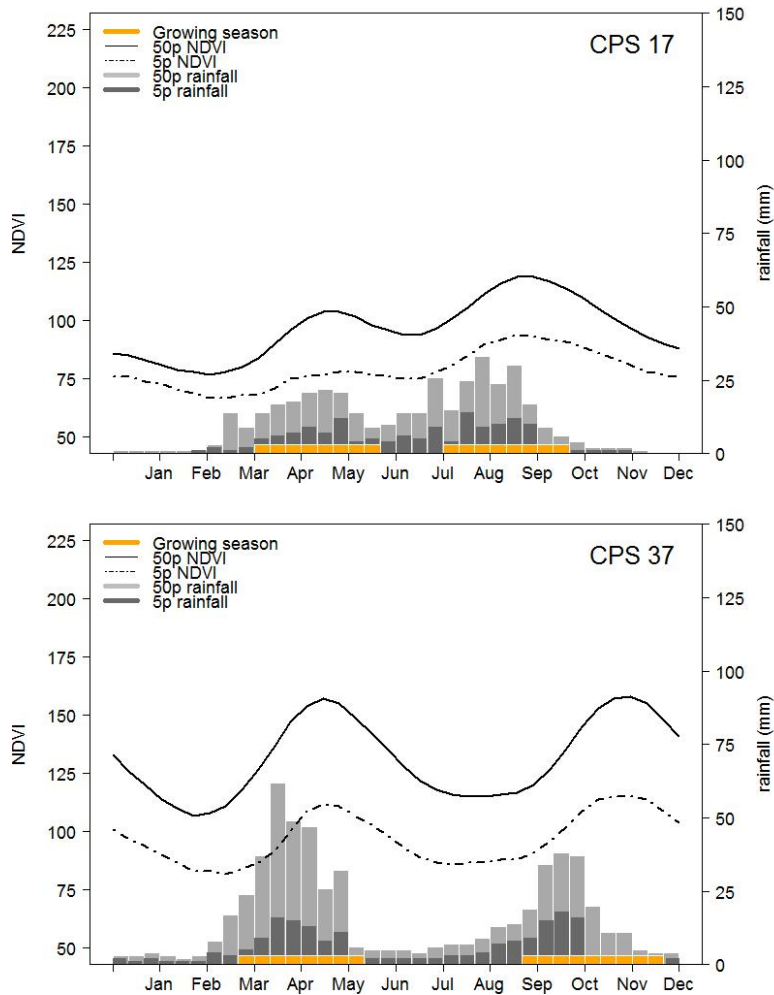 CPS 17
Growing season
50p NDVI
5p NDVI
50p rainfall
5p rainfall
NDVI
225
200
175
150
125
100
75
50
rainfall (mm)
150
125
100
75
50
25
0
Jan Feb Mar Apr May Jun Jul Aug Sep Oct Nov Dec
CPS 37
Growing season
50p NDVI
5p NDVI
50p rainfall
5p rainfall
NDVI
225
200
175
150
125
100
75
50
rainfall (mm)
150
125
100
75
50
25
0
Jan Feb Mar Apr May Jun Jul Aug Sep Oct Nov Dec